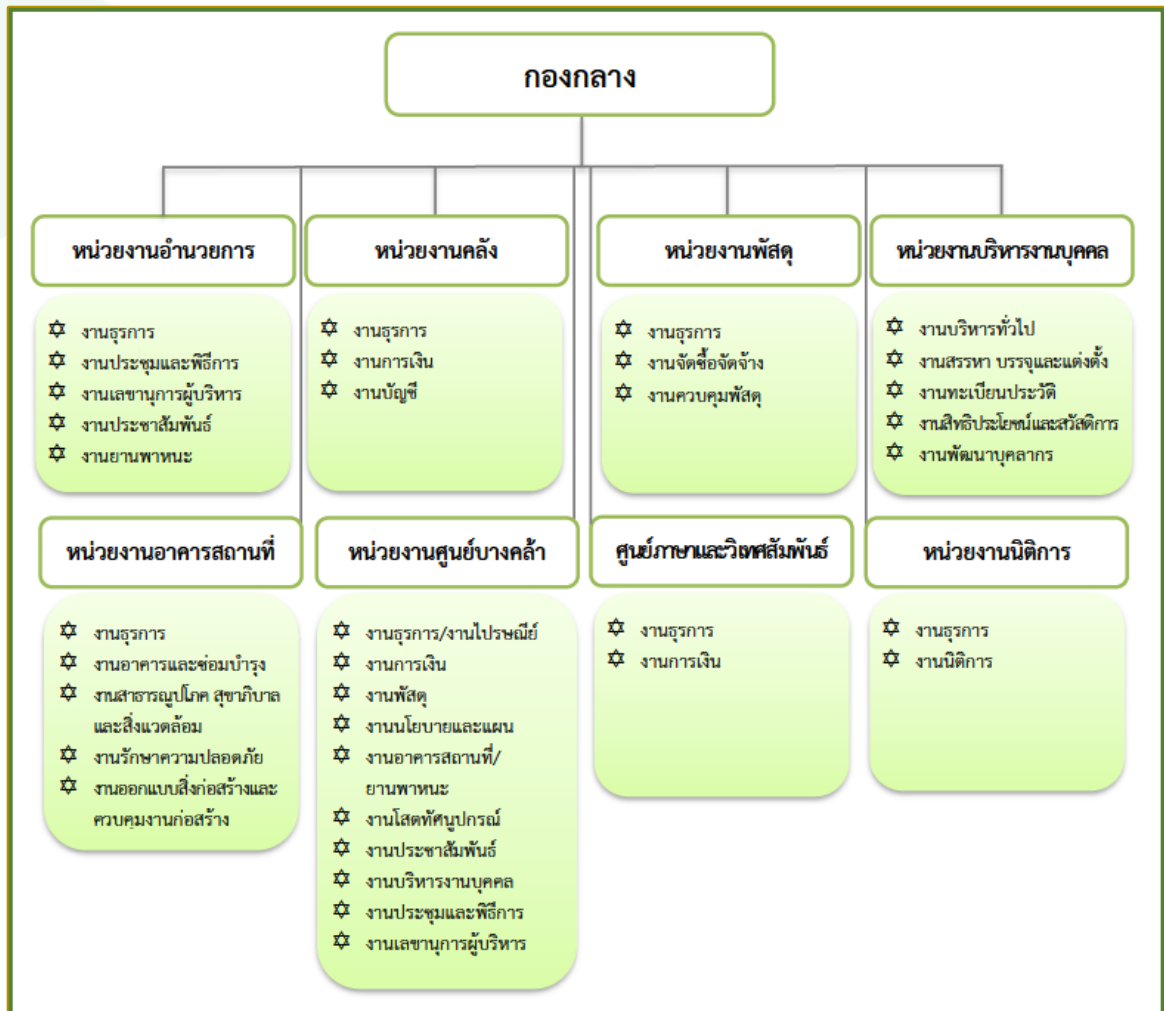 กองกลาง
หน่วยงานอำนวยการ
✡ งานธุรการ
✡ งานประชุมและพิธีการ
✡ งานเลขานุการผู้บริหาร
✡ งานประชาสัมพันธ์
✡ งานยานพาหนะ
หน่วยงานคลัง
✡ งานธุรการ
✡ งานการเงิน
✡ งานบัญชี
หน่วยงานพัสดุ
✡ งานธุรการ
✡ งานจัดซื้อจัดจ้าง
✡ งานควบคุมพัสดุ
หน่วยงานบริหารงานบุคคล
✡ งานบริหารทั่วไป
✡ งานสรรหา บรรจุและแต่งตั้ง
✡ งานทะเบียนประวัติ
✡ งานสิทธิประโยชน์และสวัสดิการ
✡ งานพัฒนาบุคลากร
หน่วยงานอาคารสถานที่
✡ งานธุรการ
✡ งานอาคารและซ่อมบำรุง
✡ งานสาธารณูปโภค สุขาภิบาล
และสิ่งแวดล้อม
✡ งานรักษาความปลอดภัย
✡ งานออกแบบสิ่งก่อสร้างและ
ควบคุมงานก่อสร้าง
หน่วยงานศูนย์บางคล้า
✡ งานธุรการ/งานไปรษณีย์
✡ งานการเงิน
✡ งานพัสดุ
✡ งานนโยบายและแผน
✡ งานอาคารสถานที่/
ยานพาหนะ
✡ งานโสตทัศนูปกรณ์
✡ งานประชาสัมพันธ์
✡ งานบริหารงานบุคคล
✡ งานประชุมและพิธีการ
✡ งานเลขานุการผู้บริหาร
ศูนย์ภาษาและวิเทศสัมพันธ์
✡ งานธุรการ
✡ งานการเงิน
หน่วยงานนิติการ
✡ งานธุรการ
✡ งานนิติการ